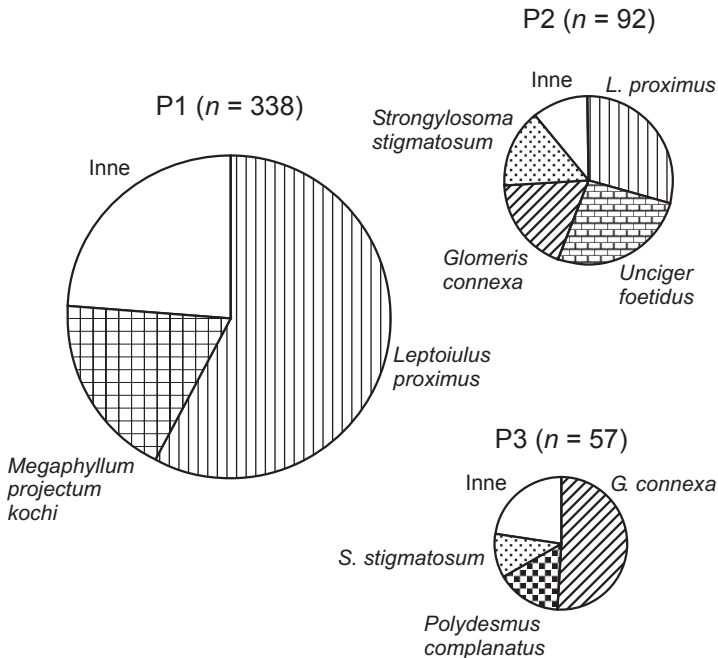 P1 (n = 338)
Inne
Leptoiulus
proximus
Megaphyllum
projectum
kochi
P2 (n = 92)
Inne
L. proximus
Strongylosoma
stigmatosum
Glomeris
connexa
Unciger
foetidus
P3 (n = 57)
Inne
G. connexa
S. stigmatosum
Polydesmus
complanatus